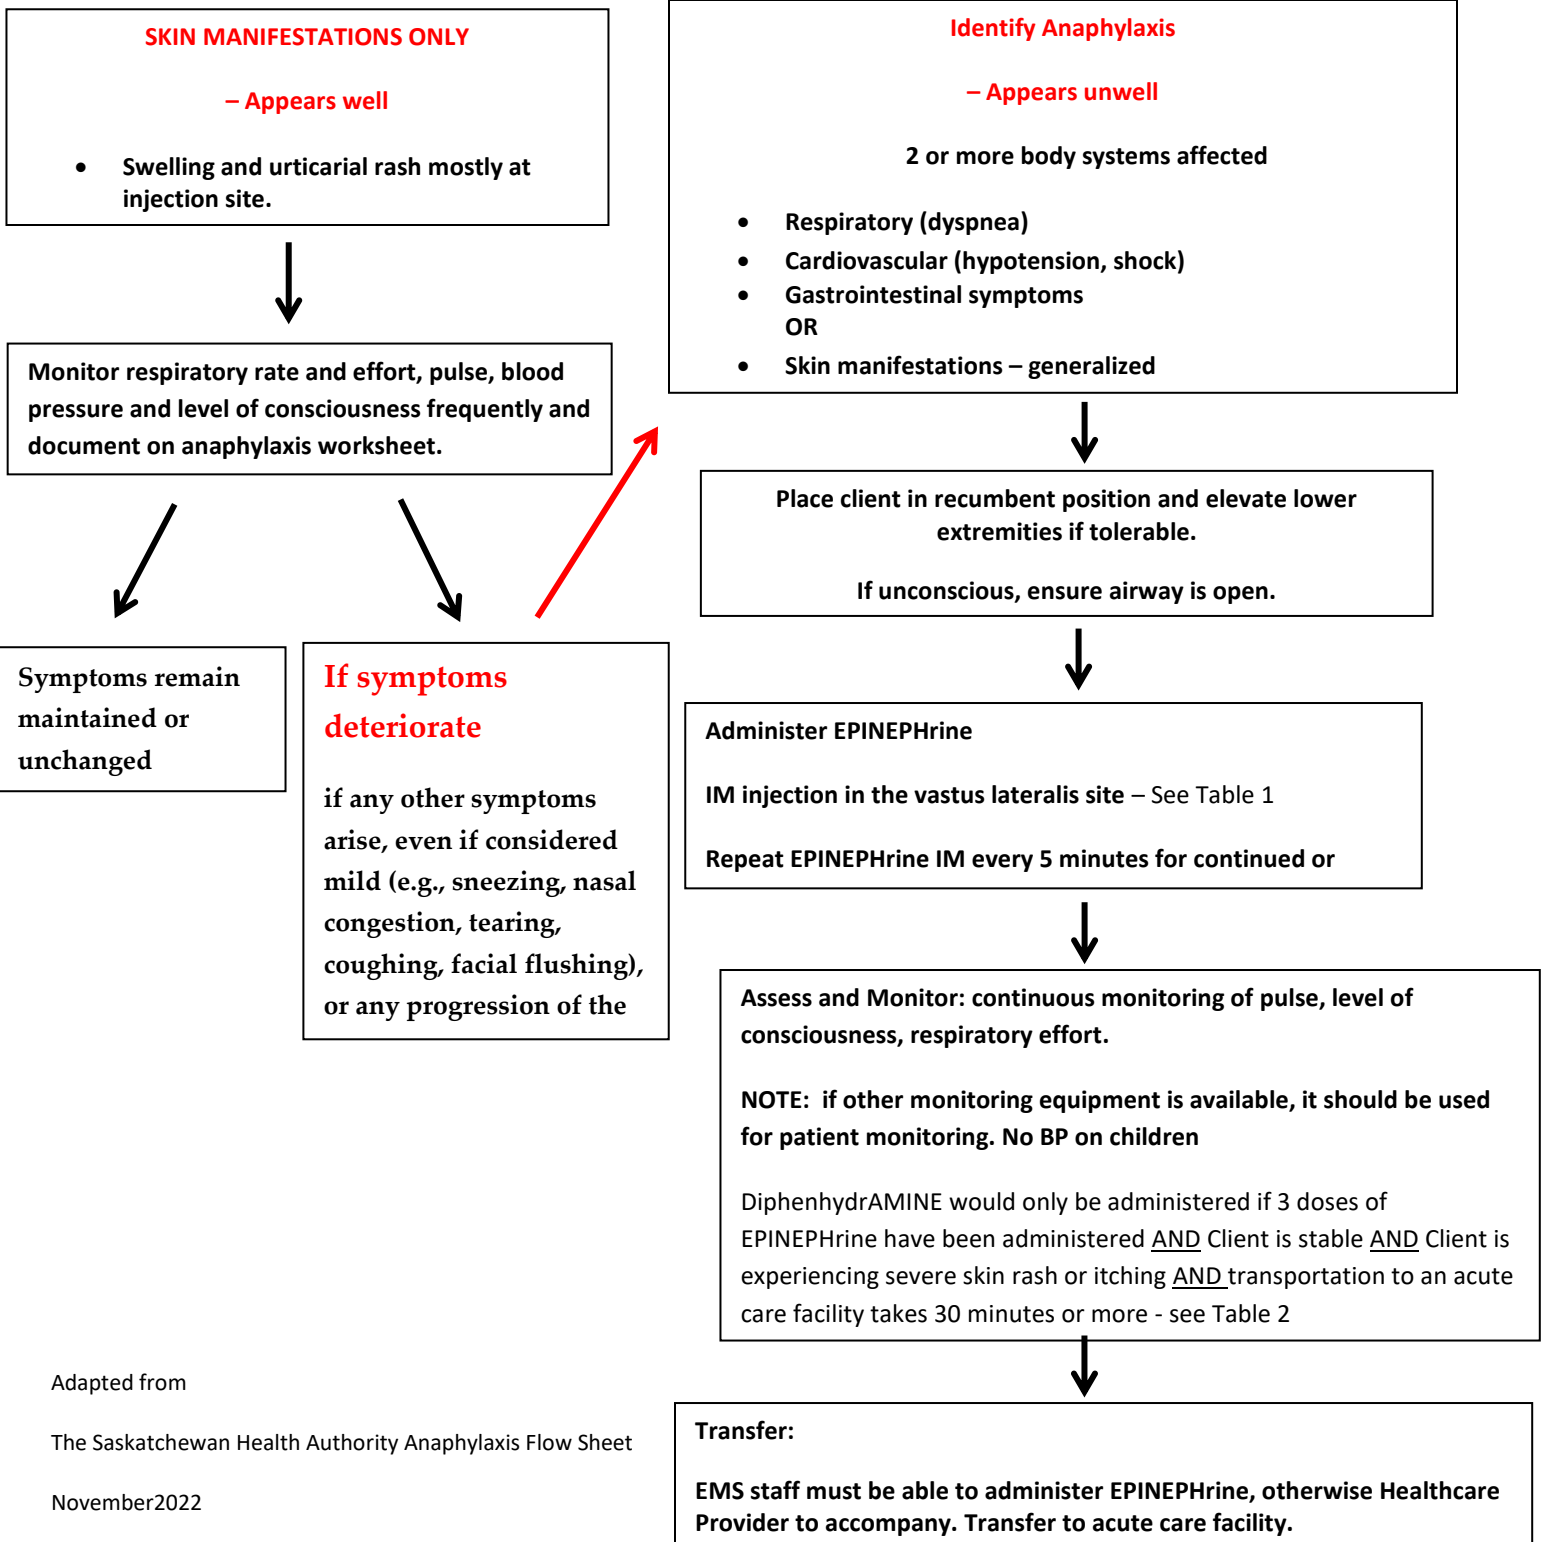 SKIN MANIFESTATIONS ONLY
– Appears well
• Swelling and urticarial rash mostly at
injection site.
Monitor respiratory rate and effort, pulse, blood
pressure and level of consciousness frequently and
document on anaphylaxis worksheet.
Symptoms remain
maintained or
unchanged
If symptoms
deteriorate
if any other symptoms
arise, even if considered
mild (e.g., sneezing, nasal
congestion, tearing,
coughing, facial flushing),
or any progression of the
Identify Anaphylaxis
– Appears unwell
2 or more body systems affected
• Respiratory (dyspnea)
• Cardiovascular (hypotension, shock)
• Gastrointestinal symptoms
OR
• Skin manifestations – generalized
Place client in recumbent position and elevate lower
extremities if tolerable.
If unconscious, ensure airway is open.
Administer EPINEPHrine
IM injection in the vastus lateralis site – See Table 1
Repeat EPINEPHrine IM every 5 minutes for continued or
Assess and Monitor: continuous monitoring of pulse, level of
consciousness, respiratory effort.
NOTE: if other monitoring equipment is available, it should be used
for patient monitoring. No BP on children
DiphenhydrAMINE would only be administered if 3 doses of
EPINEPHrine have been administered AND Client is stable AND Client is
experiencing severe skin rash or itching AND transportation to an acute
care facility takes 30 minutes or more - see Table 2
Transfer:
EMS staff must be able to administer EPINEPHrine, otherwise Healthcare
Provider to accompany. Transfer to acute care facility.
Adapted from
The Saskatchewan Health Authority Anaphylaxis Flow Sheet
November2022